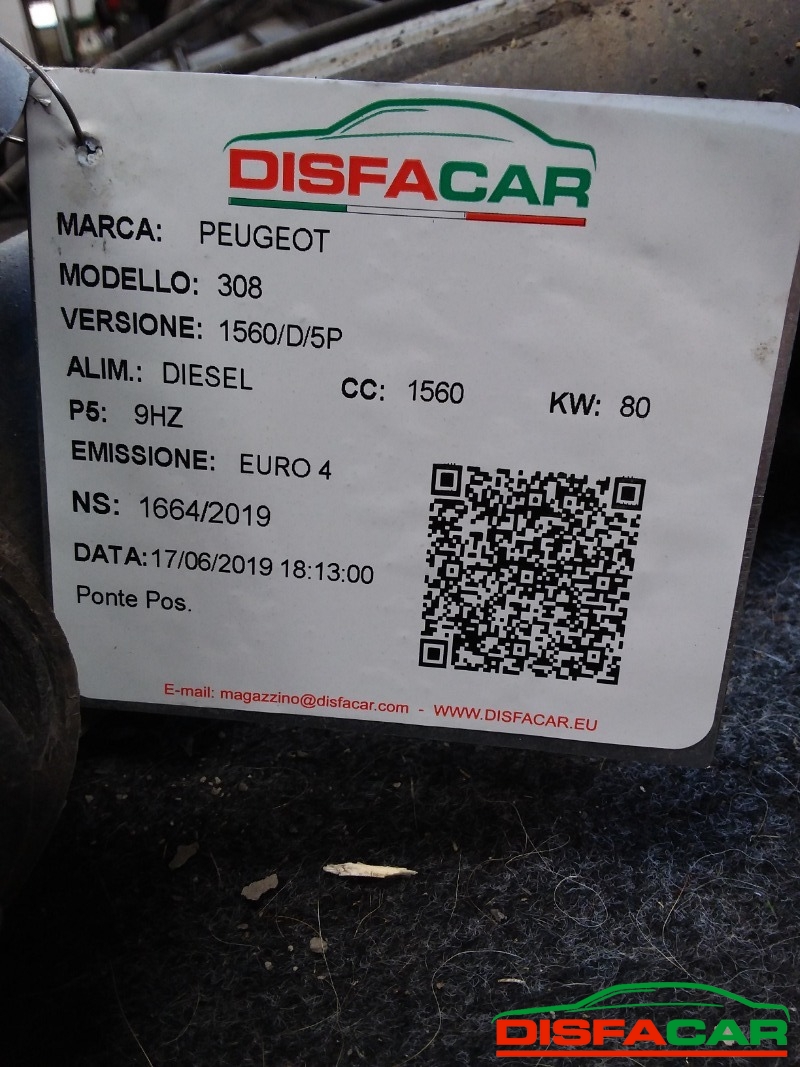 DISFACAR
MARCA: PEUGEOT
MODELLO: 308
VERSIONE: 1560/D/5P
ALIM.: DIESEL CC: 1560 KW: 80
P5: 9HZ
EMISSIONE: EURO 4
NS: 1664/2019
DATA:17/06/2019 18:13:00
Ponte Pos.
E-mail: magazzino@disfacar.com - WWW.DISFACAR.EU
DISFACAR